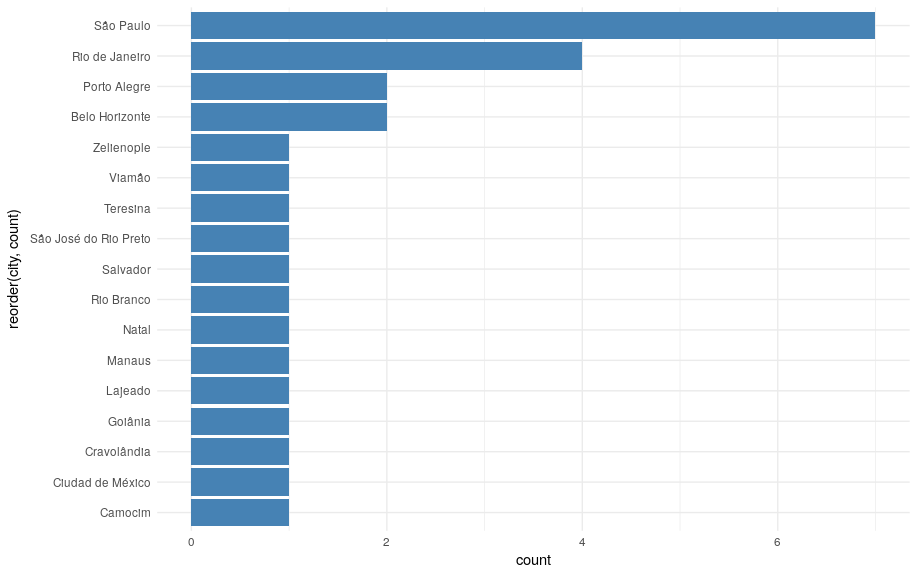 São Paulo
Rio de Janeiro
Porto Alegre
Belo Horizonte
Zelienople
Viamão
Teresina
São José do Rio Preto
Salvador
Rio Branco
Natal
Manaus
Lajeado
Goiânia
Cravolândia
Ciudad de México
Camocim
reorder(city, count)
0 2 4 6
count